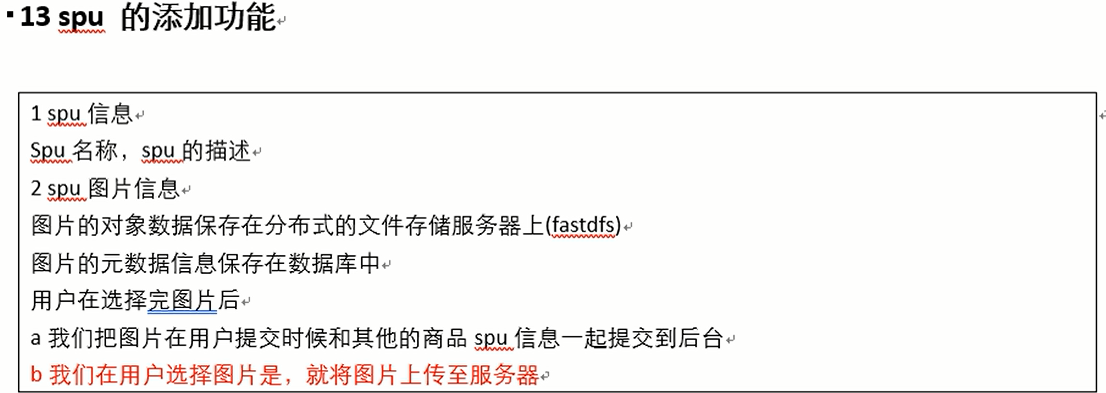 13 spu 的添加功能
1 spu 信息
Spu 名称，spu 的描述
2 spu 图片信息
图片的对象数据保存在分布式的文件存储服务器上(fastdfs)
图片的元数据信息保存在数据库中
用户在选择完图片后
a 我们把图片在用户提交时候和其他的商品 spu 信息一起提交到后台
b 我们在用户选择图片是，就将图片上传至服务器